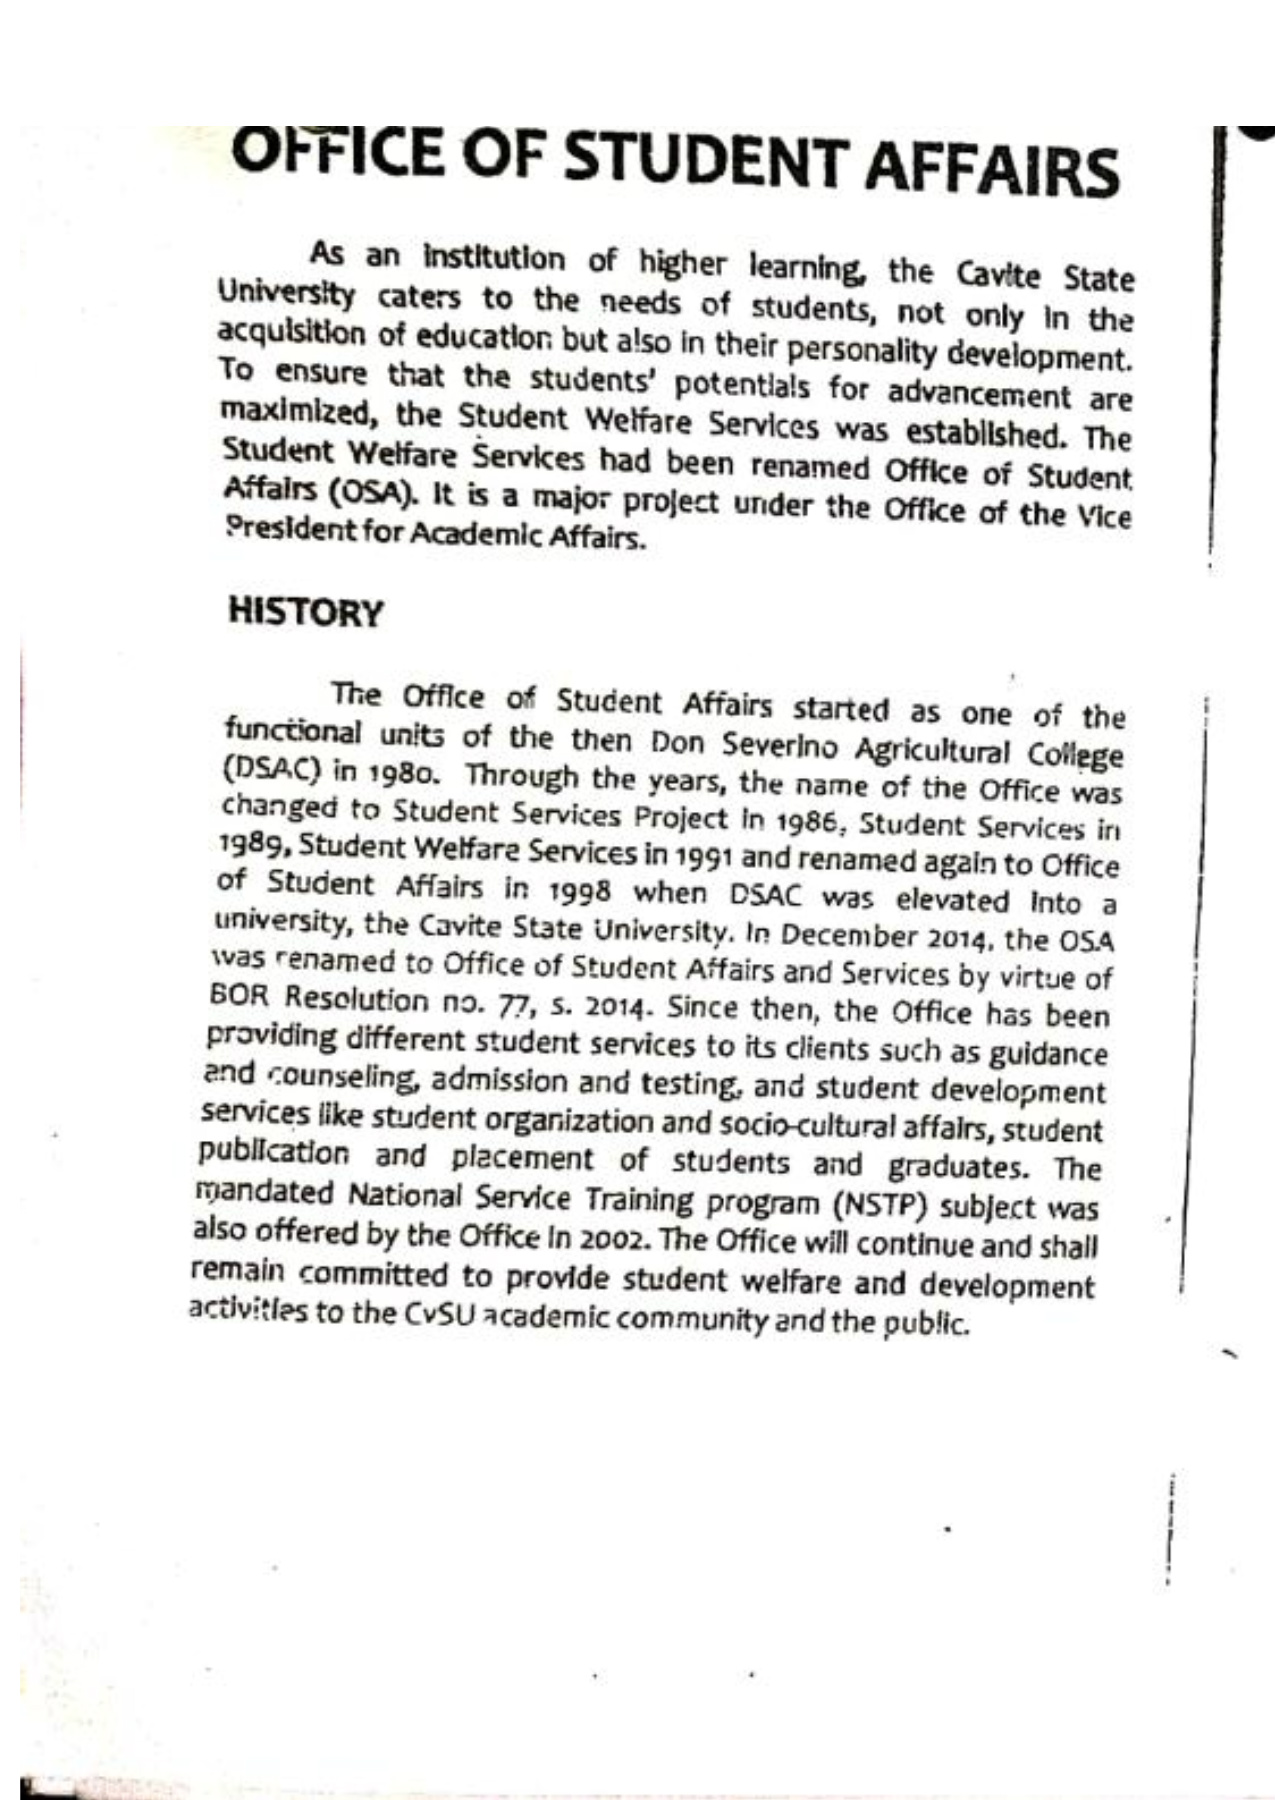 OFFICE OF STUDENT AFFAIRS
As an institution of higher learning, the Cavite State
University caters to the needs of students, not only in the
acquisition of education but also in their personality development.
To ensure that the students' potentials for advancement are
maximized, the Student Welfare Services was established. The
Student Welfare Services had been renamed Office of Student
Affairs (OSA). It is a major project under the Office of the Vice
President for Academic Affairs.
HISTORY
The Office of Student Affairs started as one of the
functional units of the then Don Severino Agricultural College
(DSAC) in 1980. Through the years, the name of the Office was
changed to Student Services Project in 1986, Student Services in
1989, Student Welfare Services in 1991 and renamed again to Office
of Student Affairs in 1998 when DSAC was elevated into a
university, the Cavite State University. In December 2014, the OSA
was renamed to Office of Student Affairs and Services by virtue of
BOR Resolution no. 77, s. 2014. Since then, the Office has been
providing different student services to its clients such as guidance
and counseling, admission and testing, and student development
services like student organization and socio-cultural affairs, student
publication and placement of students and graduates. The
mandated National Service Training program (NSTP) subject was
also offered by the Office in 2002. The Office will continue and shall
remain committed to provide student welfare and development
activities to the CvSU academic community and the public.